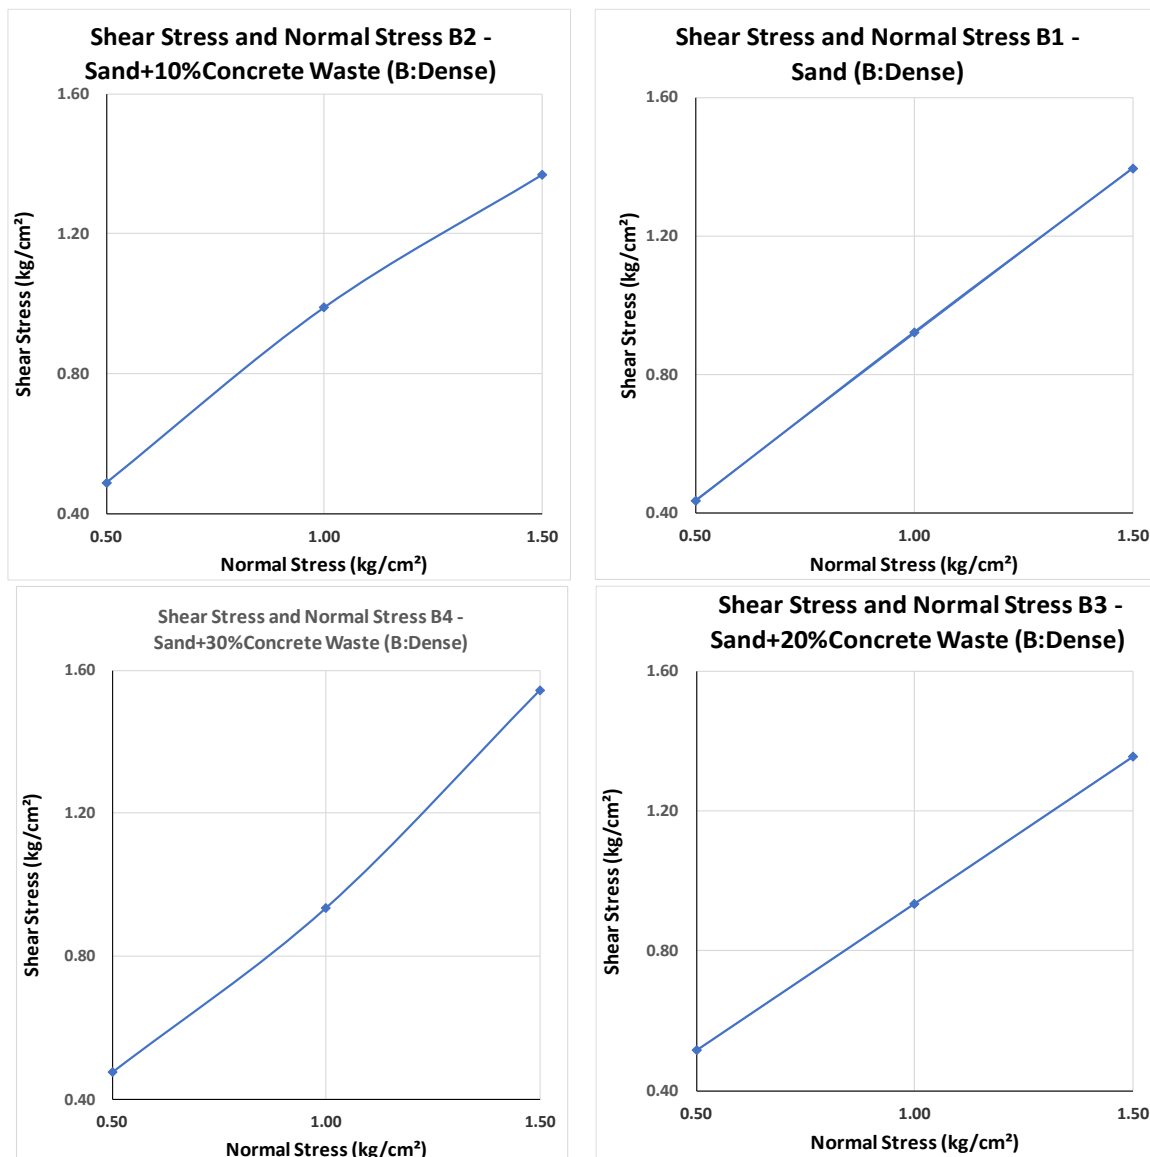 Shear Stress and Normal Stress B2 -
Sand+10%Concrete Waste (B:Dense)
1.60
1.20
0.80
0.40
Shear Stress (kg/cm²)
0.50 1.00 1.50
Normal Stress (kg/cm²)
Shear Stress and Normal Stress B1 -
Sand (B:Dense)
1.60
1.20
0.80
0.40
Shear Stress (kg/cm²)
0.50 1.00 1.50
Normal Stress (kg/cm²)
Shear Stress and Normal Stress B4 -
Sand+30%Concrete Waste (B:Dense)
1.60
1.20
0.80
0.40
Shear Stress (kg/cm²)
0.50 1.00 1.50
Normal Stress (kg/cm²)
Shear Stress and Normal Stress B3 -
Sand+20%Concrete Waste (B:Dense)
1.60
1.20
0.80
0.40
Shear Stress (kg/cm²)
0.50 1.00 1.50
Normal Stress (kg/cm²)